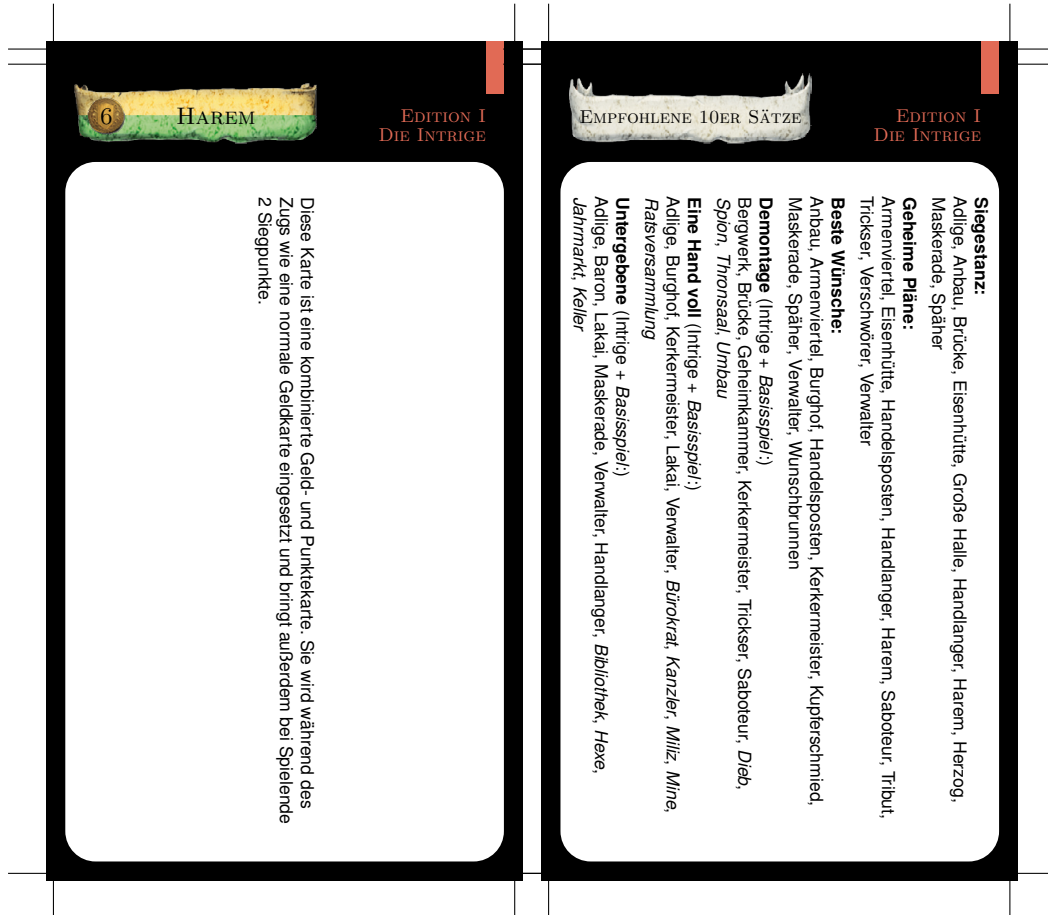 6
HAREM
EDITION I
DIE INTRIGE
Diese Karte ist eine kombinierte Geld- und Punktekarte. Sie wird während des
Zugs wie eine normale Geldkarte eingesetzt und bringt außerdem bei Spielende
2 Siegpunkte.
EMPFOHLENE 10ER SÄTZE
EDITION I
DIE INTRIGE
Siegestanz:
Adlige, Anbau, Brücke, Eisenhütte, Große Halle, Handlanger, Harem, Herzog,
Maskerade, Späher
Geheime Pläne:
Armenviertel, Eisenhütte, Handelsposten, Handlanger, Harem, Saboteur, Tribut,
Trickser, Verschwörer, Verwalter
Beste Wünsche:
Anbau, Armenviertel, Burghof, Handelsposten, Kerkermeister, Kupferschmied,
Maskerade, Späher, Verwalter, Wunschbrunnen
Demontage (Intrige + Basisspiel:)
Bergwerk, Brücke, Geheimkammer, Kerkermeister, Trickser, Saboteur, Dieb,
Spion, Thronsaal, Umbau
Eine Hand voll (Intrige + Basisspiel:)
Adlige, Burghof, Kerkermeister, Lakai, Verwalter, Bürokrat, Kanzler, Miliz, Mine,
Ratsversammlung
Untergebene (Intrige + Basisspiel:)
Adlige, Baron, Lakai, Maskerade, Verwalter, Handlanger, Bibliothek, Hexe,
Jahrmarkt, Keller